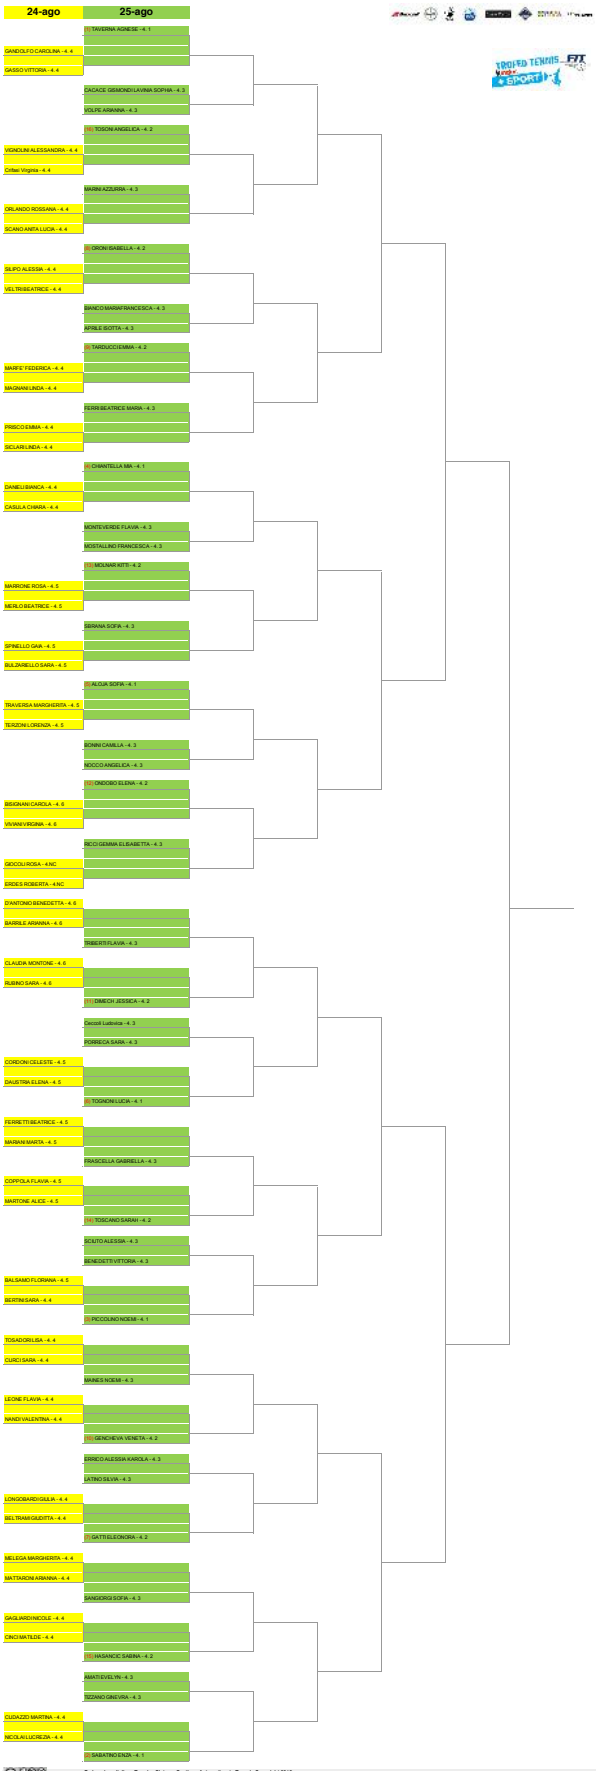 24-ago 25-ago
(1) TAVERNA AGNESE - 4. 1
GANDOLFO CAROLINA - 4. 4
GASSO VITTORIA - 4. 4
CACACE GISMONDI LAVINIA SOPHIA - 4. 3
VOLPE ARIANNA - 4. 3
(16) TOSONI ANGELICA - 4. 2
VIGNOLINI ALESSANDRA - 4. 4
Crifasi Virginia - 4. 4
MARINI AZZURRA - 4. 3
ORLANDO ROSSANA - 4. 4
SCANO ANITA LUCIA - 4. 4
(8) ORONI ISABELLA - 4. 2
SILIPO ALESSIA - 4. 4
VELTRI BEATRICE - 4. 4
BIANCO MARIAFRANCESCA - 4. 3
APRILE ISOTTA - 4. 3
(9) TARDUCCI EMMA - 4. 2
MARFE' FEDERICA - 4. 4
MAGNANI LINDA - 4. 4
FERRI BEATRICE MARIA - 4. 3
PRISCO EMMA - 4. 4
SICLARI LINDA - 4. 4
(4) CHIANTELLA MIA - 4. 1
DANIELI BIANCA - 4. 4
CASULA CHIARA - 4. 4
MONTEVERDE FLAVIA - 4. 3
MOSTALLINO FRANCESCA - 4. 3
(13) MOLNAR KITTI - 4. 2
MARRONE ROSA - 4. 5
MERLO BEATRICE - 4. 5
SBRANA SOFIA - 4. 3
SPINELLO GAIA - 4. 5
BULZARIELLO SARA - 4. 5
(5) ALOJA SOFIA - 4. 1
TRAVERSA MARGHERITA - 4. 5
TERZONI LORENZA - 4. 5
BONINI CAMILLA - 4. 3
NOCCO ANGELICA - 4. 3
(12) ONDOBO ELENA - 4. 2
BISIGNANI CAROLA - 4. 6
VIVIANI VIRGINIA - 4. 6
RICCI GEMMA ELISABETTA - 4. 3
GIOCOLI ROSA - 4.NC
ERDES ROBERTA - 4.NC
D'ANTONIO BENEDETTA - 4. 6
BARRILE ARIANNA - 4. 6
TRIBERTI FLAVIA - 4. 3
CLAUDIA MONTONE - 4. 6
RUBINO SARA - 4. 6
(11) DIMECH JESSICA - 4. 2
Ceccoli Ludovica - 4. 3
PORRECA SARA - 4. 3
CORDONI CELESTE - 4. 5
DAUSTRIA ELENA - 4. 5
(6) TOGNONI LUCIA - 4. 1
FERRETTI BEATRICE - 4. 5
MARIANI MARTA - 4. 5
FRASCELLA GABRIELLA - 4. 3
COPPOLA FLAVIA - 4. 5
MARTONE ALICE - 4. 5
(14) TOSCANO SARAH - 4. 2
SCIUTO ALESSIA - 4. 3
BENEDETTI VITTORIA - 4. 3
BALSAMO FLORIANA - 4. 5
BERTINI SARA - 4. 4
(3) PICCOLINO NOEMI - 4. 1
TOSADORI LISA - 4. 4
CURCI SARA - 4. 4
MAINES NOEMI - 4. 3
LEONE FLAVIA - 4. 4
NANDI VALENTINA - 4. 4
(10) GENCHEVA VENETA - 4. 2
ERRICO ALESSIA KAROLA - 4. 3
LATINO SILVIA - 4. 3
LONGOBARDI GIULIA - 4. 4
BELTRAMI GIUDITTA - 4. 4
(7) GATTI ELEONORA - 4. 2
MELEGA MARGHERITA - 4. 4
MATTARONI ARIANNA - 4. 4
SANGIORGI SOFIA - 4. 3
GAGLIARDI NICOLE - 4. 4
CINCI MATILDE - 4. 4
(15) HASANCIC SABINA - 4. 2
AMATI EVELYN - 4. 3
TIZZANO GINEVRA - 4. 3
CUDAZZO MARTINA - 4. 4
NICOLAI LUCREZIA - 4. 4
(2) SABATINO ENZA - 4. 1
TROFEO TENNIS FIT
SPORT